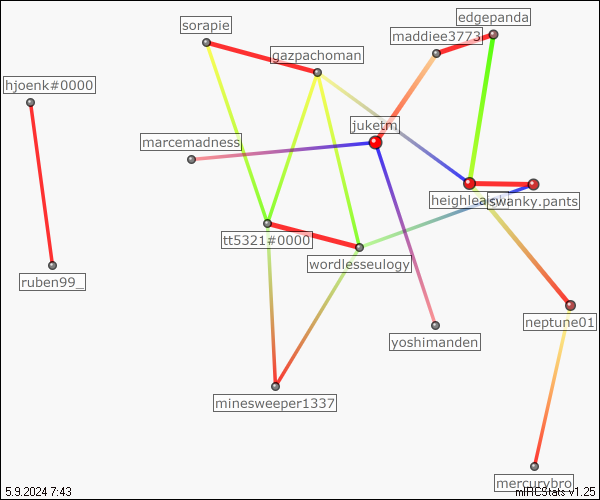 edgepanda
sorapie
maddiee3773
gazpachoman
hjoenk#0000
juketm
marcemadness
swanky.pants
tt5321#0000
wordlesseulogy
ruben99_
neptune01
yoshimanden
minesweeper1337
mercurybro
5.9.2024 7:43
mIRCStats v1.25